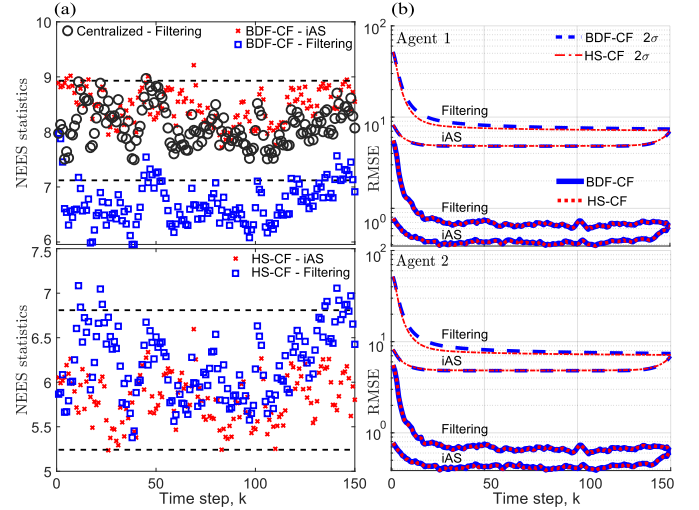 (a)
Centralized - Filtering
BDF-CF - iAS
BDF-CF - Filtering
NEES statistics
9
8
7
6
HS-CF - iAS
HS-CF - Filtering
NEES statistics
7.5
7
6.5
6
5.5
5
0
50
100
150
Time step, k
(b)
Agent 1
BDF-CF 2σ
HS-CF 2σ
Filtering
iAS
BDF-CF
HS-CF
Filtering
iAS
RMSE
10^2
10^1
10^0
Agent 2
Filtering
iAS
Filtering
iAS
RMSE
10^2
10^1
10^0
0
50
100
150
Time step, k